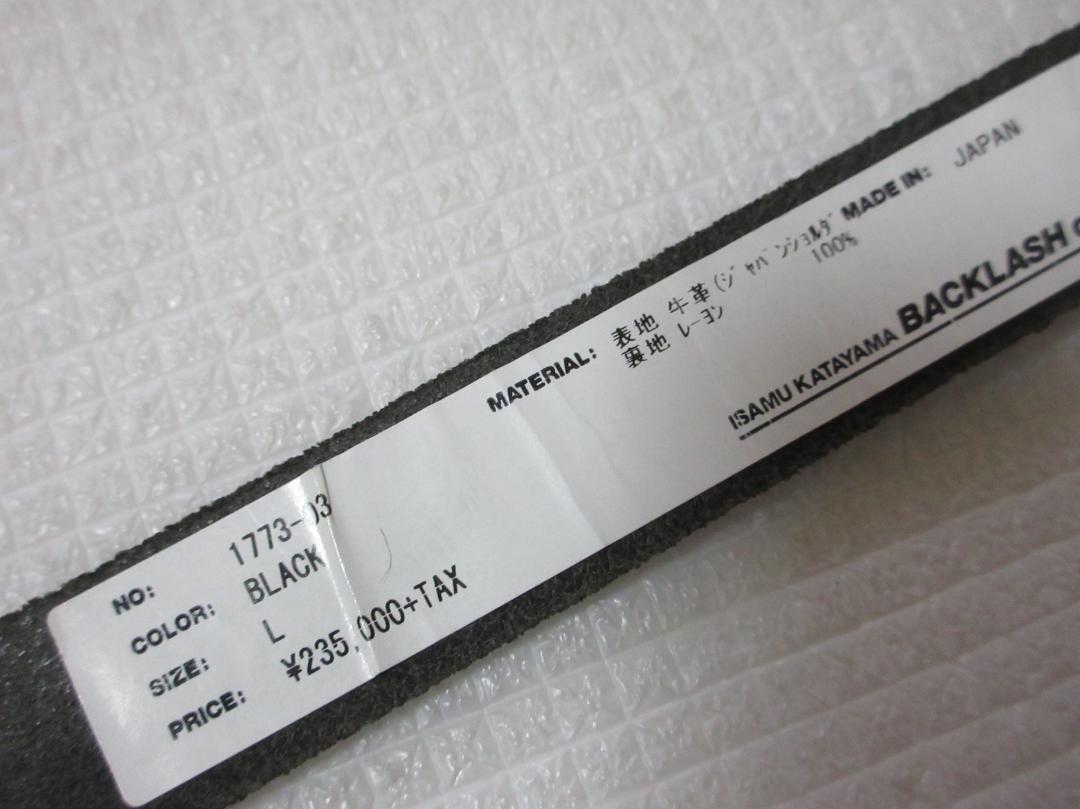 NO: 1773-03
COLOR: BLACK
SIZE: L
PRICE: ¥235,000+TAX
MATERIAL: 表地 牛革(ジャパンショルダ
裏地 レーヨン 100%
MADE IN: JAPAN
ISAMU KATAYAMA BACKLASH